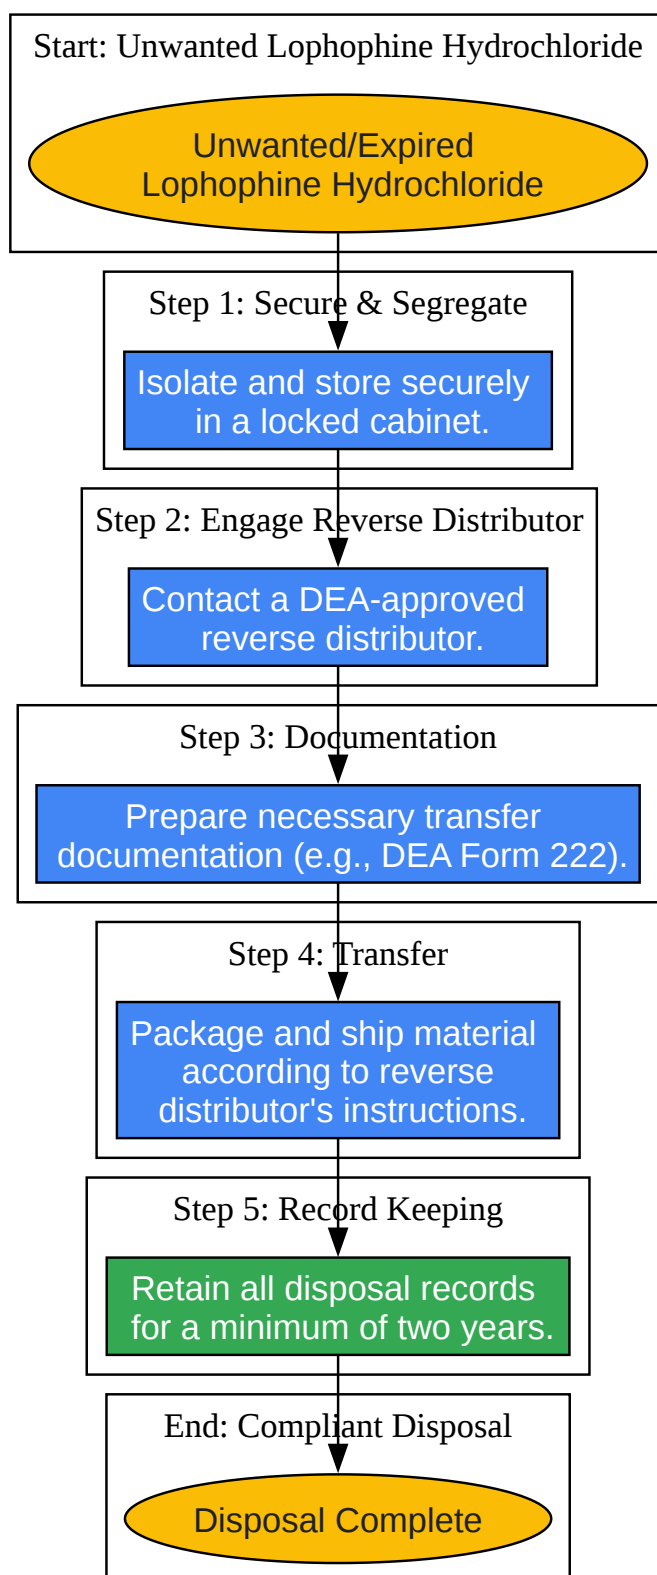 Start: Unwanted Lophophine Hydrochloride
Unwanted/Expired
Lophophine Hydrochloride
Step 1: Secure & Segregate
Isolate and store securely
in a locked cabinet.
Step 2: Engage Reverse Distributor
Contact a DEA-approved
reverse distributor.
Step 3: Documentation
Prepare necessary transfer
documentation (e.g., DEA Form 222).
Step 4: Transfer
Package and ship material
according to reverse
distributor's instructions.
Step 5: Record Keeping
Retain all disposal records
for a minimum of two years.
End: Compliant Disposal
Disposal Complete